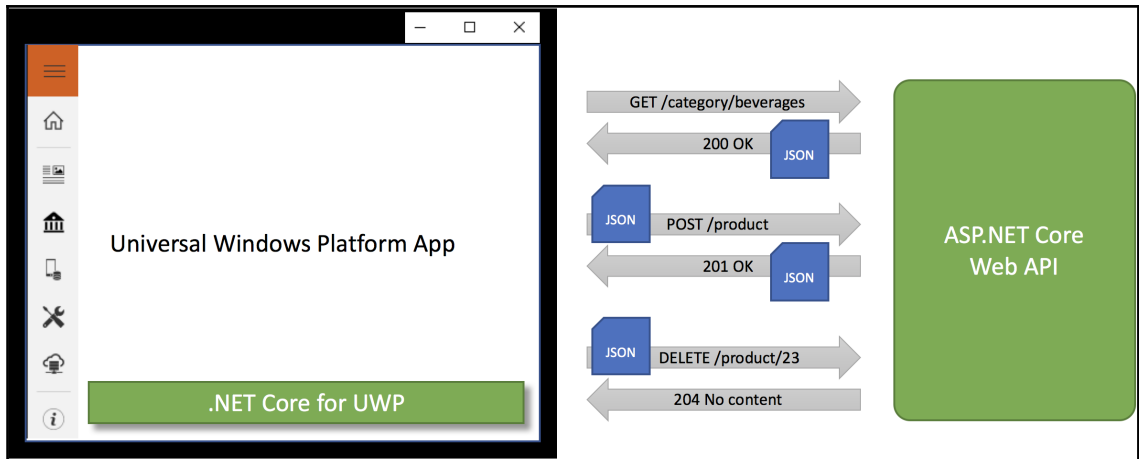 Universal Windows Platform App
.NET Core for UWP
GET /category/beverages
200 OK
JSON
JSON
POST /product
201 OK
JSON
JSON
DELETE /product/23
204 No content
ASP.NET Core
Web API